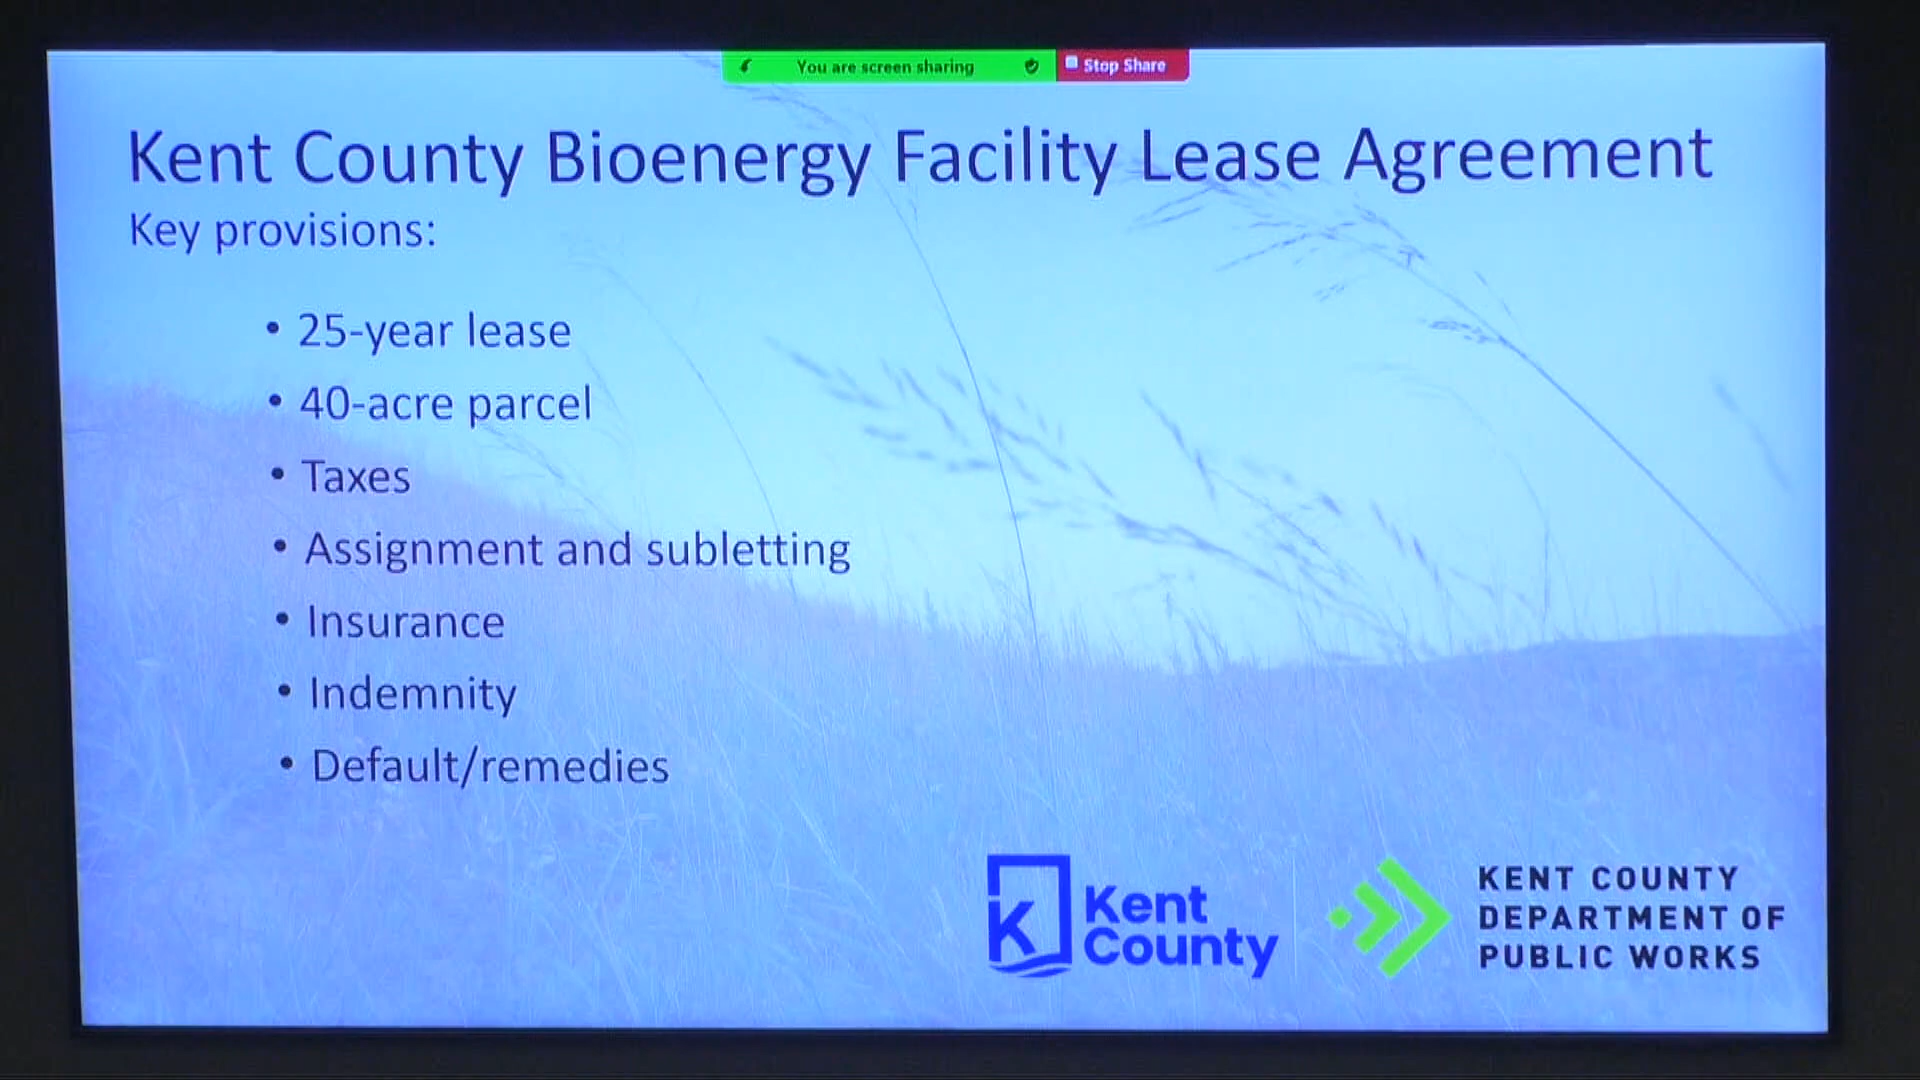 You are screen sharing
Stop Share
Kent County Bioenergy Facility Lease Agreement
Key provisions:
• 25-year lease
• 40-acre parcel
• Taxes
• Assignment and subletting
• Insurance
• Indemnity
• Default/remedies
K
Kent
County
KENT COUNTY
DEPARTMENT OF
PUBLIC WORKS